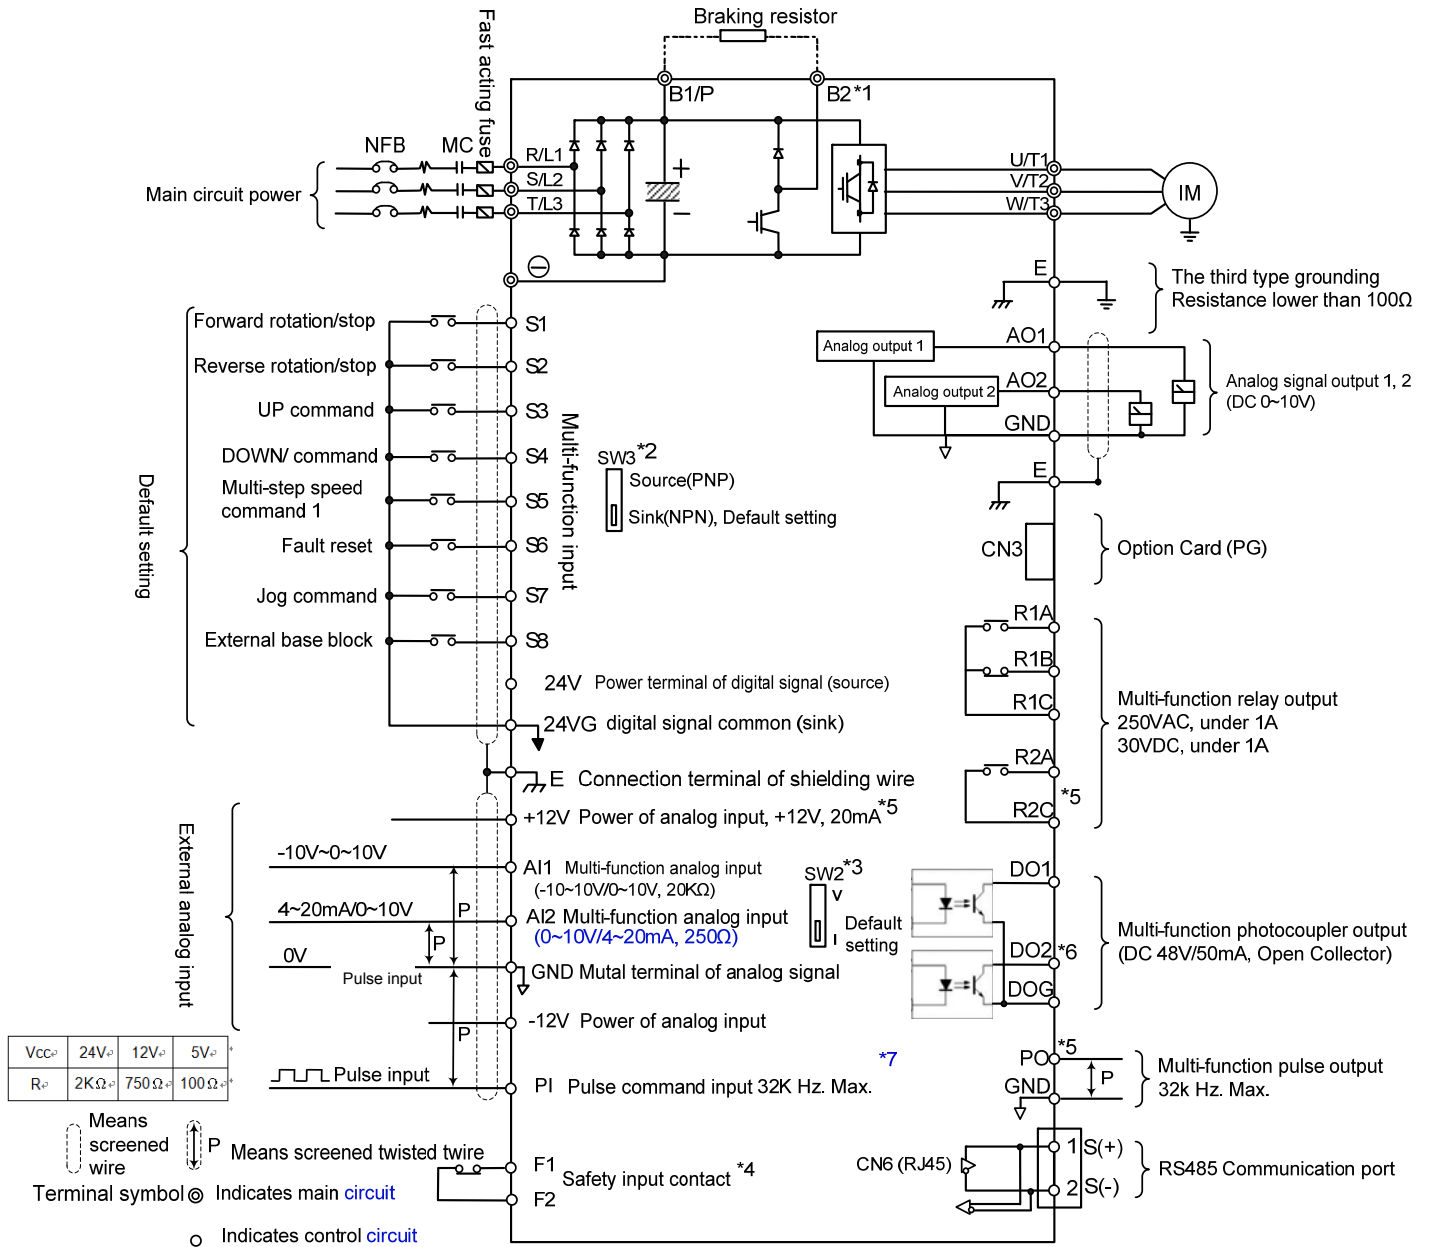 Braking resistor
Fast acting fuse
B1/P
B2*1
NFB
MC
Main circuit power
R/L1
S/L2
T/L3
+
−
U/T1
V/T2
W/T3
IM
⊖
E
The third type grounding
Resistance lower than 100Ω
Default setting
Forward rotation/stop
S1
Reverse rotation/stop
S2
UP command
S3
DOWN/ command
S4
Multi-step speed
command 1
S5
Fault reset
S6
Jog command
S7
External base block
S8
Multi-function input
SW3*2
Source(PNP)
Sink(NPN), Default setting
24V Power terminal of digital signal (source)
24VG digital signal common (sink)
E Connection terminal of shielding wire
Analog output 1
AO1
Analog output 2
AO2
GND
Analog signal output 1, 2
(DC 0~10V)
E
CN3
Option Card (PG)
R1A
R1B
R1C
R2A
R2C
*5
Multi-function relay output
250VAC, under 1A
30VDC, under 1A
External analog input
+12V Power of analog input, +12V, 20mA*5
-10V~0~10V
AI1 Multi-function analog input
(-10~10V/0~10V, 20KΩ)
P
4~20mA/0~10V
AI2 Multi-function analog input
(0~10V/4~20mA, 250Ω)
P
0V
Pulse input
GND Mutal terminal of analog signal
-12V Power of analog input
P
SW2*3
V
I
Default
setting
DO1
DO2
*6
DOG
Multi-function photocoupler output
(DC 48V/50mA, Open Collector)
Vcc 24V 12V 5V
R 2KΩ 750Ω 100Ω
Pulse input
PI Pulse command input 32K Hz. Max.
*7
PO
*5
GND
P
Multi-function pulse output
32k Hz. Max.
Means
screened
wire
P
Means screened twisted twire
F1
F2
Safety input contact *4
CN6 (RJ45)
1
S(+)
2
S(-)
RS485 Communication port
Terminal symbol
Indicates main circuit
Indicates control circuit